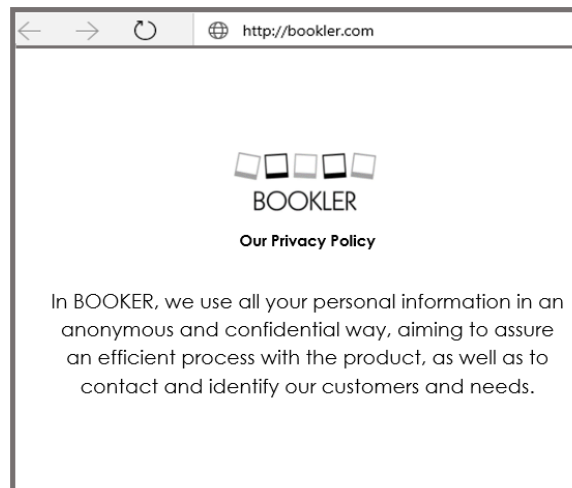 http://bookler.com
BOOKLER
Our Privacy Policy
In BOOKER, we use all your personal information in an
anonymous and confidential way, aiming to assure
an efficient process with the product, as well as to
contact and identify our customers and needs.